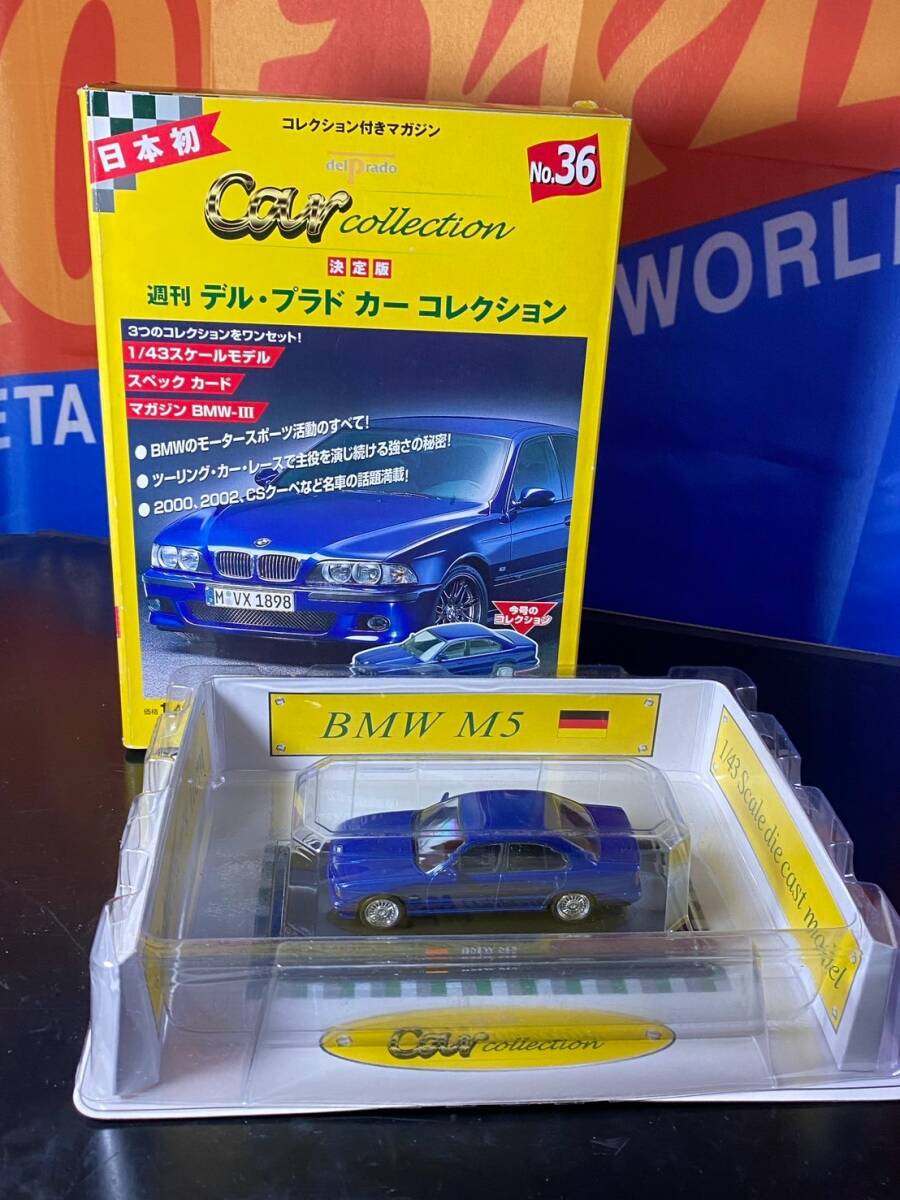 WORLD
ETA
日本初
コレクション付きマガジン
No.36
delPrado
Car collection
決定版
週刊 デル・プラド カー コレクション
3つのコレクションをワンセット!
1/43スケールモデル
スペック カード
マガジン BMW-III
● BMWのモータースポーツ活動のすべて!
● ツーリング・カー・レースで主役を演じ続ける強さの秘密!
● 2000、2002、CSクーペなど名車の話題満載!
M VX 1898
今号の
コレクション
価格
BMW M5
1/43 Scale die cast model
Car collection